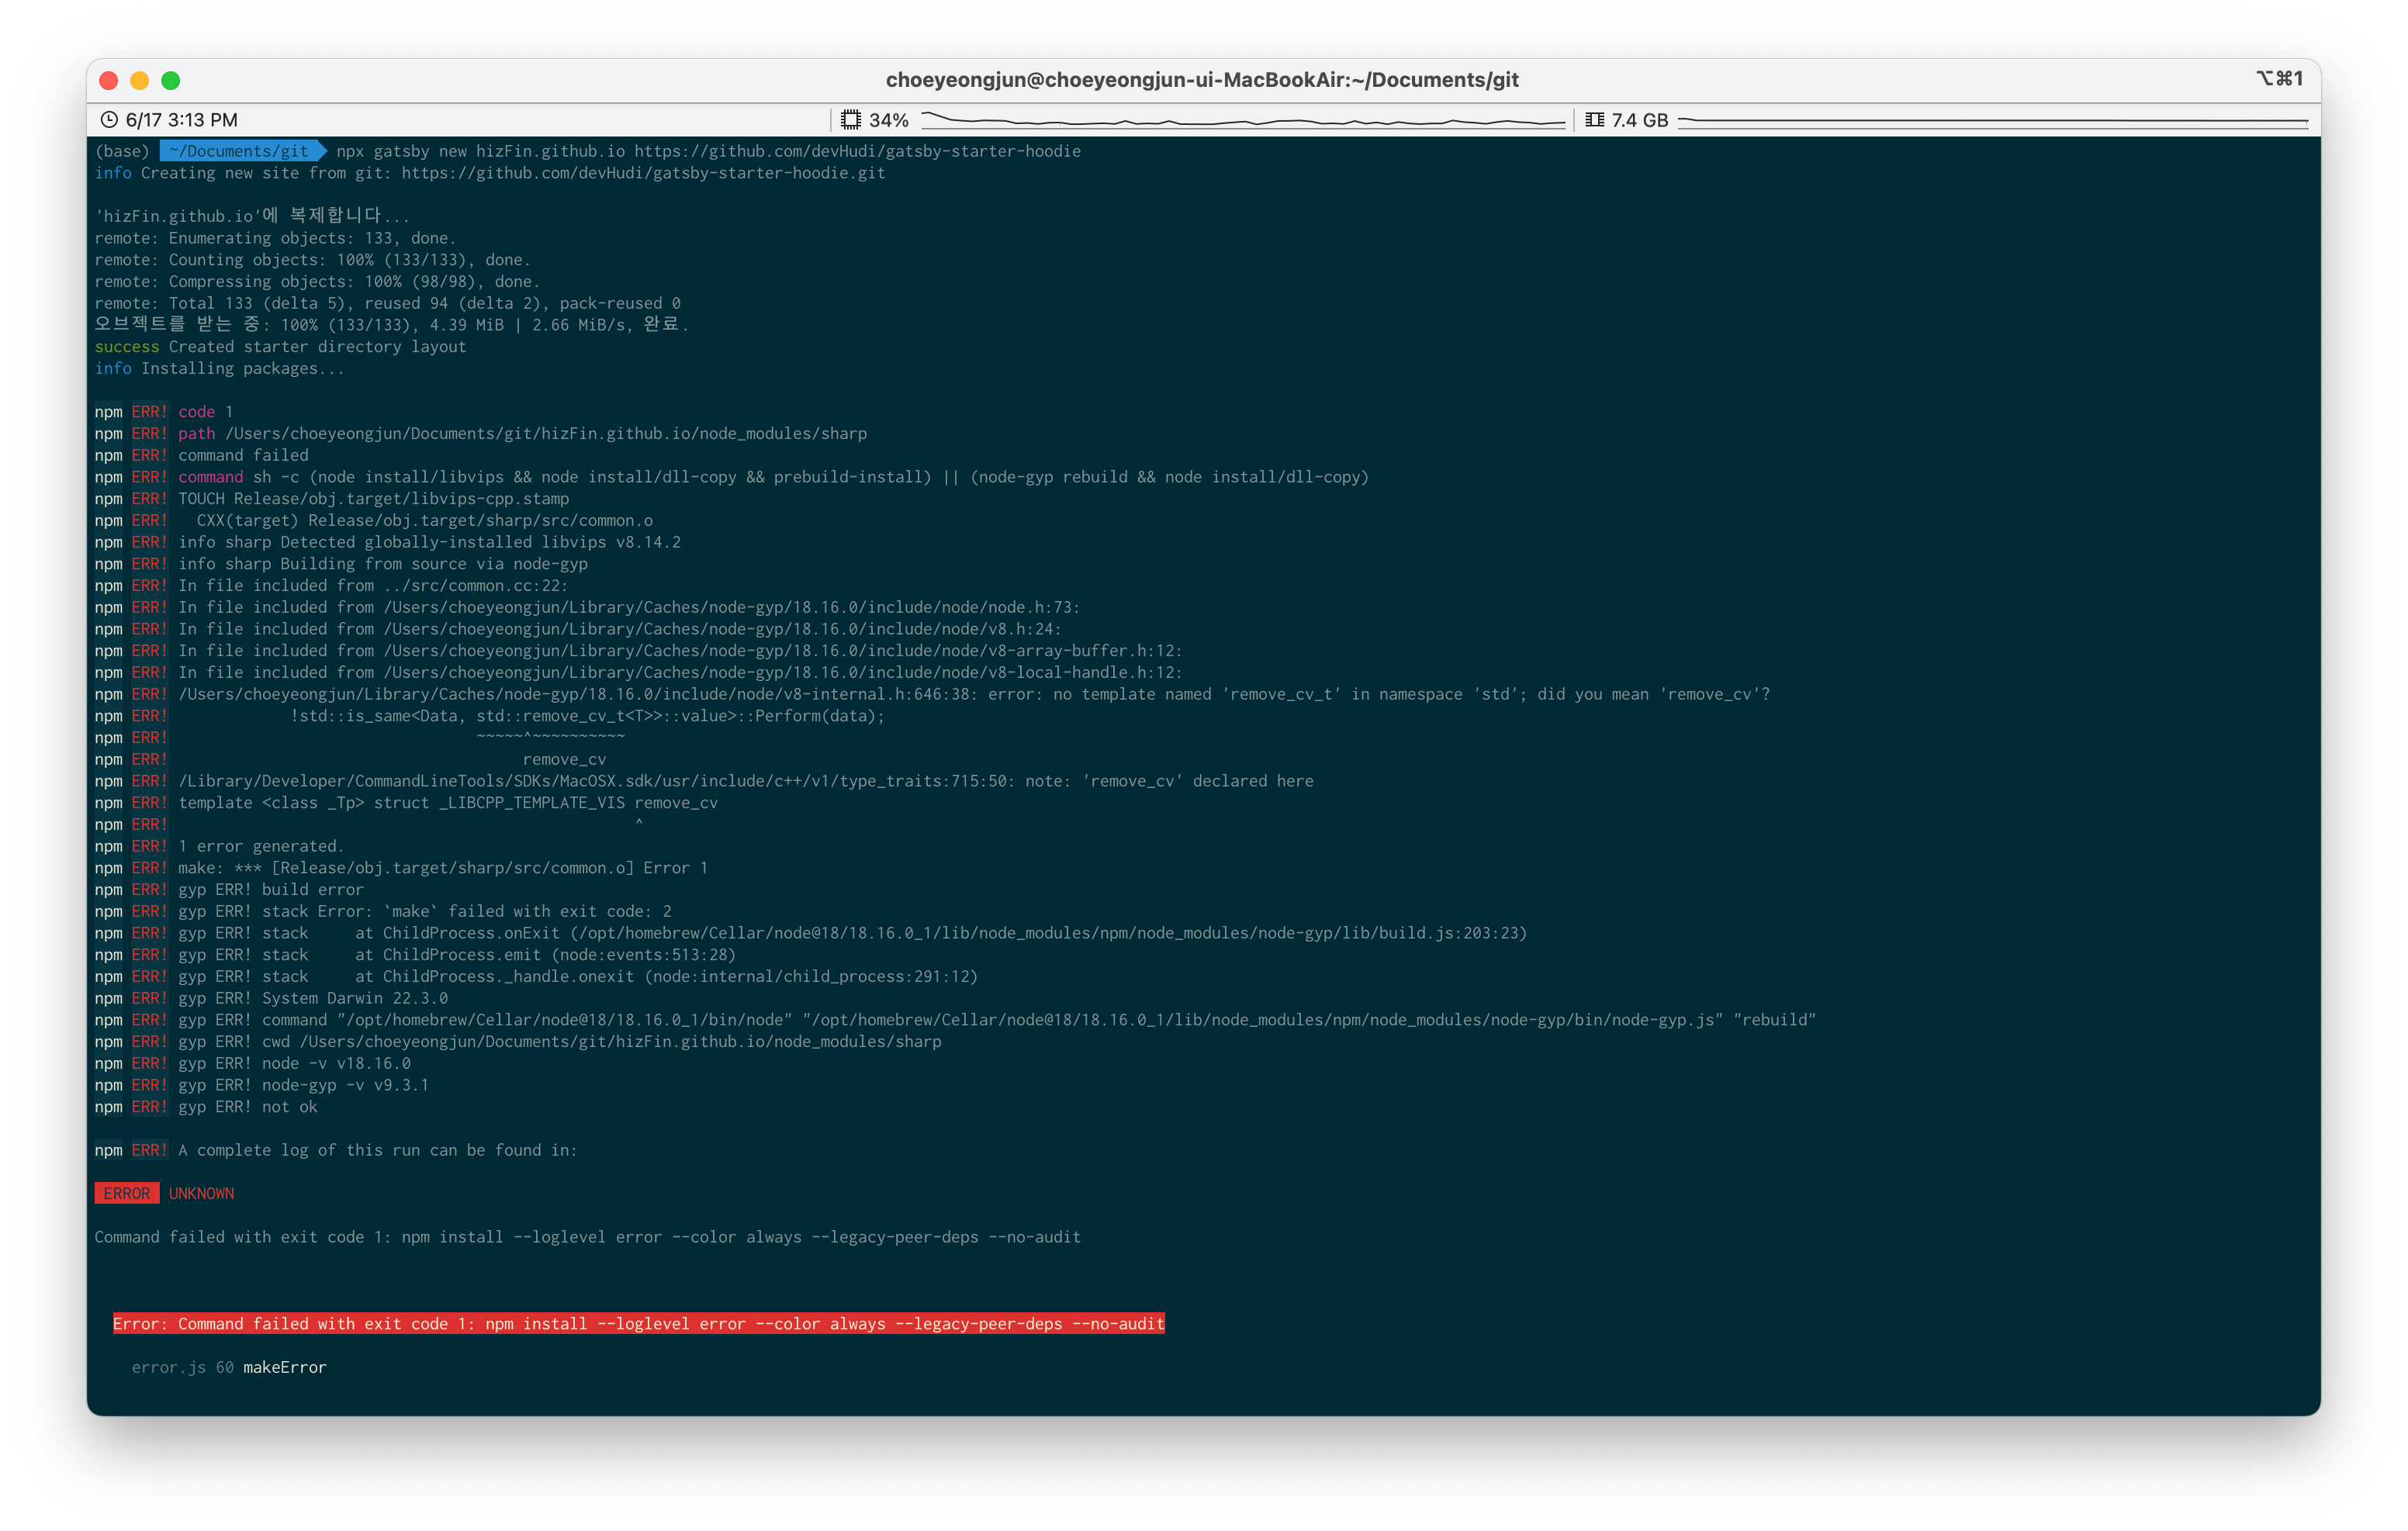 choeyeongjun@choeyeongjun-ui-MacBookAir:~/Documents/git
⌥⌘1
6/17 3:13 PM
34%
7.4 GB
(base) ~/Documents/git npx gatsby new hizFin.github.io https://github.com/devHudi/gatsby-starter-hoodie
info Creating new site from git: https://github.com/devHudi/gatsby-starter-hoodie.git
'hizFin.github.io'에 복제합니다...
remote: Enumerating objects: 133, done.
remote: Counting objects: 100% (133/133), done.
remote: Compressing objects: 100% (98/98), done.
remote: Total 133 (delta 5), reused 94 (delta 2), pack-reused 0
오브젝트를 받는 중: 100% (133/133), 4.39 MiB | 2.66 MiB/s, 완료.
success Created starter directory layout
info Installing packages...
npm ERR! code 1
npm ERR! path /Users/choeyeongjun/Documents/git/hizFin.github.io/node_modules/sharp
npm ERR! command failed
npm ERR! command sh -c (node install/libvips && node install/dll-copy && prebuild-install) || (node-gyp rebuild && node install/dll-copy)
npm ERR! TOUCH Release/obj.target/libvips-cpp.stamp
npm ERR!   CXX(target) Release/obj.target/sharp/src/common.o
npm ERR! info sharp Detected globally-installed libvips v8.14.2
npm ERR! info sharp Building from source via node-gyp
npm ERR! In file included from ../src/common.cc:22:
npm ERR! In file included from /Users/choeyeongjun/Library/Caches/node-gyp/18.16.0/include/node/node.h:73:
npm ERR! In file included from /Users/choeyeongjun/Library/Caches/node-gyp/18.16.0/include/node/v8.h:24:
npm ERR! In file included from /Users/choeyeongjun/Library/Caches/node-gyp/18.16.0/include/node/v8-array-buffer.h:12:
npm ERR! In file included from /Users/choeyeongjun/Library/Caches/node-gyp/18.16.0/include/node/v8-local-handle.h:12:
npm ERR! /Users/choeyeongjun/Library/Caches/node-gyp/18.16.0/include/node/v8-internal.h:646:38: error: no template named 'remove_cv_t' in namespace 'std'; did you mean 'remove_cv'?
npm ERR!             !std::is_same<Data, std::remove_cv_t<T>>::value>::Perform(data);
npm ERR!                                 ~~~~~^~~~~~~~~~~
npm ERR!                                      remove_cv
npm ERR! /Library/Developer/CommandLineTools/SDKs/MacOSX.sdk/usr/include/c++/v1/type_traits:715:50: note: 'remove_cv' declared here
npm ERR! template <class _Tp> struct _LIBCPP_TEMPLATE_VIS remove_cv
npm ERR!                                                  ^
npm ERR! 1 error generated.
npm ERR! make: *** [Release/obj.target/sharp/src/common.o] Error 1
npm ERR! gyp ERR! build error
npm ERR! gyp ERR! stack Error: `make` failed with exit code: 2
npm ERR! gyp ERR! stack     at ChildProcess.onExit (/opt/homebrew/Cellar/node@18/18.16.0_1/lib/node_modules/npm/node_modules/node-gyp/lib/build.js:203:23)
npm ERR! gyp ERR! stack     at ChildProcess.emit (node:events:513:28)
npm ERR! gyp ERR! stack     at ChildProcess._handle.onexit (node:internal/child_process:291:12)
npm ERR! gyp ERR! System Darwin 22.3.0
npm ERR! gyp ERR! command "/opt/homebrew/Cellar/node@18/18.16.0_1/bin/node" "/opt/homebrew/Cellar/node@18/18.16.0_1/lib/node_modules/npm/node_modules/node-gyp/bin/node-gyp.js" "rebuild"
npm ERR! gyp ERR! cwd /Users/choeyeongjun/Documents/git/hizFin.github.io/node_modules/sharp
npm ERR! gyp ERR! node -v v18.16.0
npm ERR! gyp ERR! node-gyp -v v9.3.1
npm ERR! gyp ERR! not ok
npm ERR! A complete log of this run can be found in:
ERROR UNKNOWN
Command failed with exit code 1: npm install --loglevel error --color always --legacy-peer-deps --no-audit
Error: Command failed with exit code 1: npm install --loglevel error --color always --legacy-peer-deps --no-audit
error.js 60 makeError